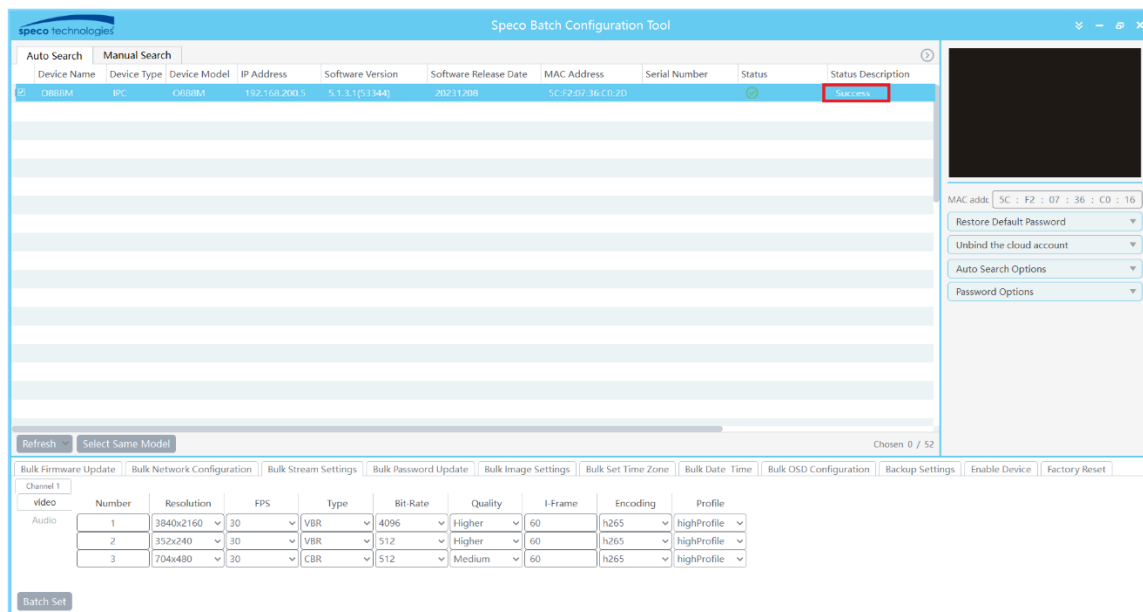 speco technologies
Speco Batch Configuration Tool
Auto Search Manual Search
Device Name Device Type Device Model IP Address Software Version Software Release Date MAC Address Serial Number Status Status Description
O8B8M IPC O8B8M 192.168.200.5 5.1.3.1(53344) 20231208 5C:F2:07:36:C0:2D Success
MAC addr. 5C : F2 : 07 : 36 : C0 : 16
Restore Default Password
Unbind the cloud account
Auto Search Options
Password Options
Refresh Select Same Model Chosen 0 / 52
Bulk Firmware Update Bulk Network Configuration Bulk Stream Settings Bulk Password Update Bulk Image Settings Bulk Set Time Zone Bulk Date Time Bulk OSD Configuration Backup Settings Enable Device Factory Reset
Channel 1
video Number Resolution FPS Type Bit-Rate Quality I-Frame Encoding Profile
Audio 1 3840x2160 30 VBR 4096 Higher 60 h265 highProfile
2 352x240 30 VBR 512 Higher 60 h265 highProfile
3 704x480 30 CBR 512 Medium 60 h265 highProfile
Batch Set